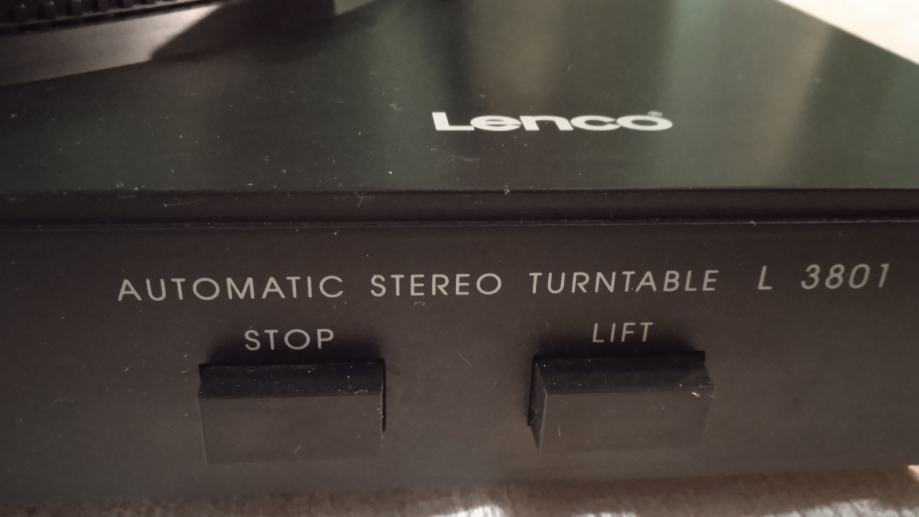 Lenco
AUTOMATIC STEREO TURNTABLE L 3801
STOP LIFT